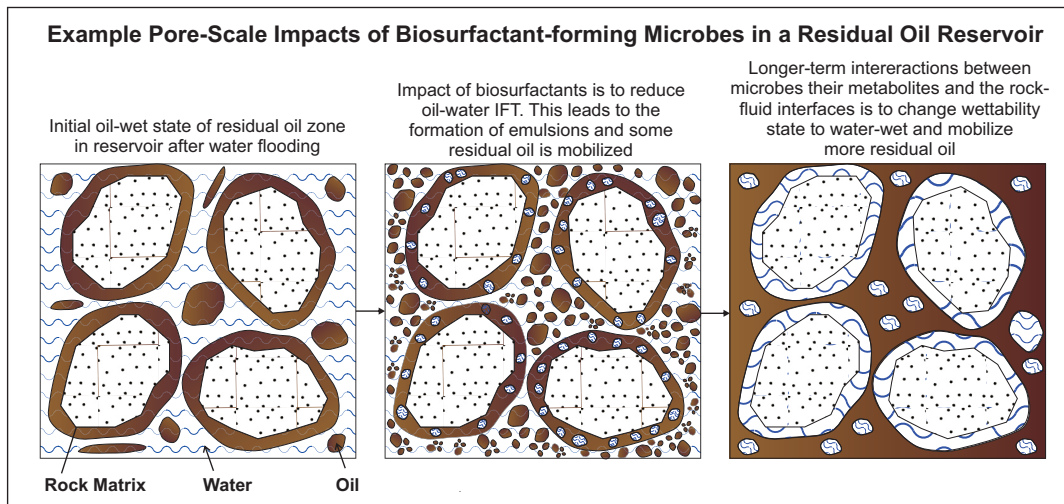 Example Pore-Scale Impacts of Biosurfactant-forming Microbes in a Residual Oil Reservoir
Initial oil-wet state of residual oil zone
in reservoir after water flooding
Impact of biosurfactants is to reduce
oil-water IFT. This leads to the
formation of emulsions and some
residual oil is mobilized
Longer-term intereractions between
microbes their metabolites and the rock-
fluid interfaces is to change wettability
state to water-wet and mobilize
more residual oil
Rock Matrix
Water
Oil